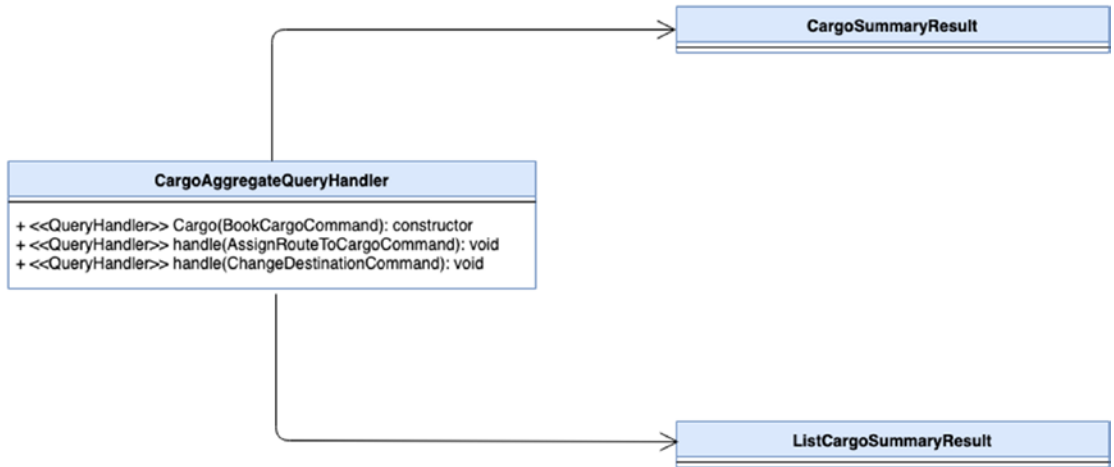 CargoSummaryResult
CargoAggregateQueryHandler
+ <<QueryHandler>> Cargo(BookCargoCommand): constructor
+ <<QueryHandler>> handle(AssignRouteToCargoCommand): void
+ <<QueryHandler>> handle(ChangeDestinationCommand): void
ListCargoSummaryResult